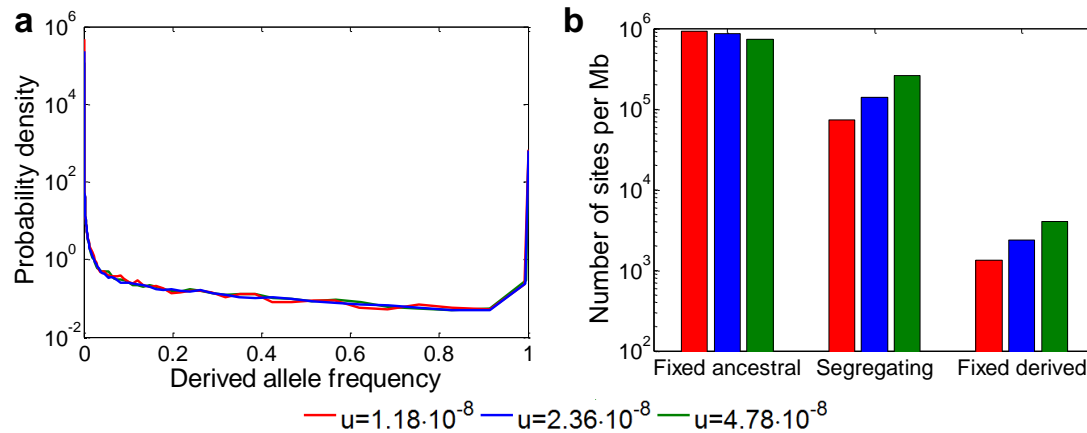 a
10^6
10^4
10^2
10^0
10^-2
Probability density
0
0.2
0.4
0.6
0.8
1
Derived allele frequency
b
10^6
10^5
10^4
10^3
10^2
Number of sites per Mb
Fixed ancestral
Segregating
Fixed derived
u=1.18·10^-8
u=2.36·10^-8
u=4.78·10^-8